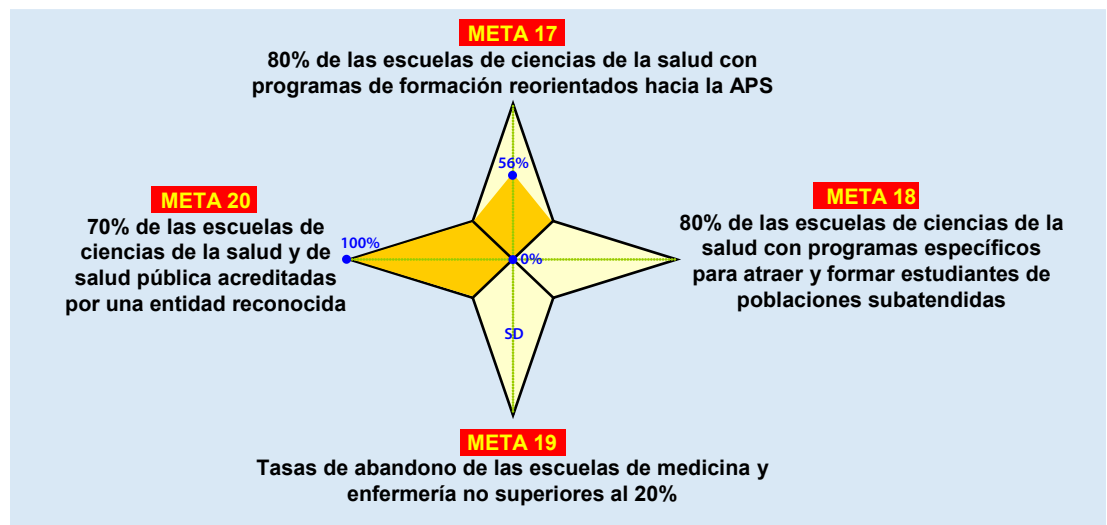 META 17
80% de las escuelas de ciencias de la salud con
programas de formación reorientados hacia la APS
56%
META 20
70% de las escuelas de
ciencias de la salud y de
salud pública acreditadas
por una entidad reconocida
100%
0%
META 18
80% de las escuelas de ciencias de la
salud con programas específicos
para atraer y formar estudiantes de
poblaciones subatendidas
SD
META 19
Tasas de abandono de las escuelas de medicina y
enfermería no superiores al 20%